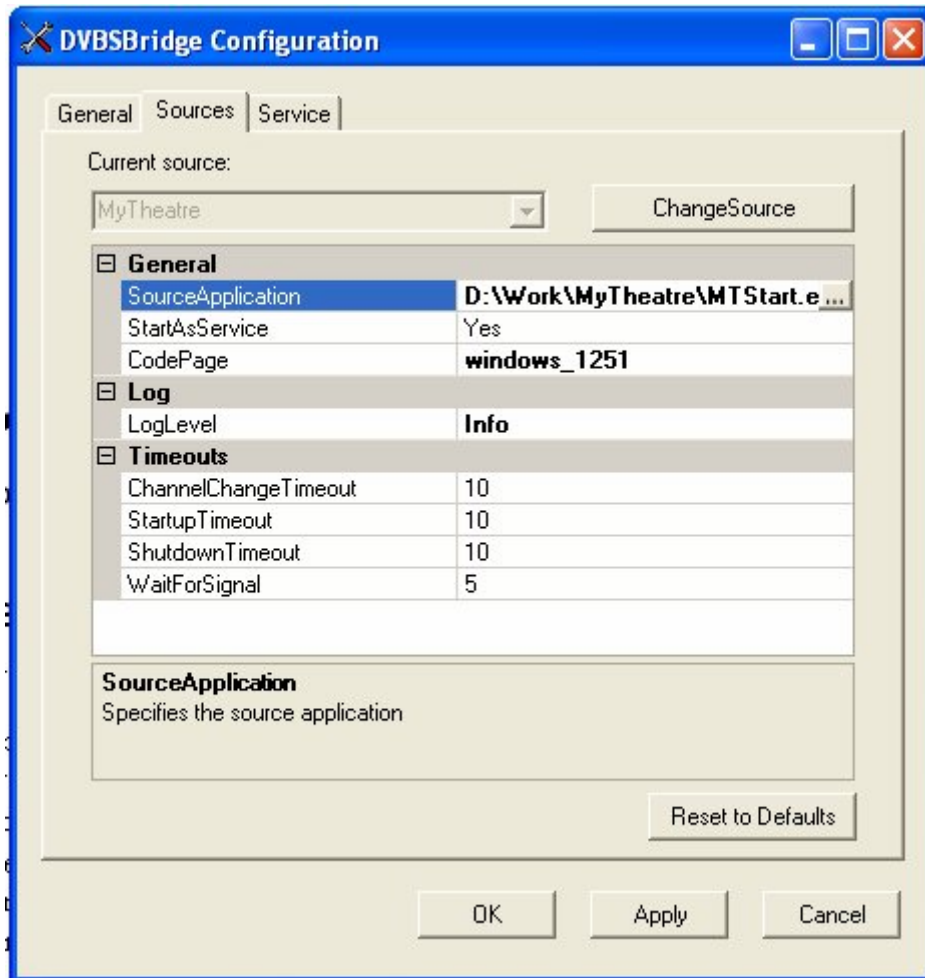 DVBSBridge Configuration
General Sources Service
Current source:
MyTheatre ChangeSource
General
SourceApplication D:\Work\MyTheatre\MTStart.e ...
StartAsService Yes
CodePage windows_1251
Log
LogLevel Info
Timeouts
ChannelChangeTimeout 10
StartupTimeout 10
ShutdownTimeout 10
WaitForSignal 5
SourceApplication
Specifies the source application
Reset to Defaults
OK Apply Cancel